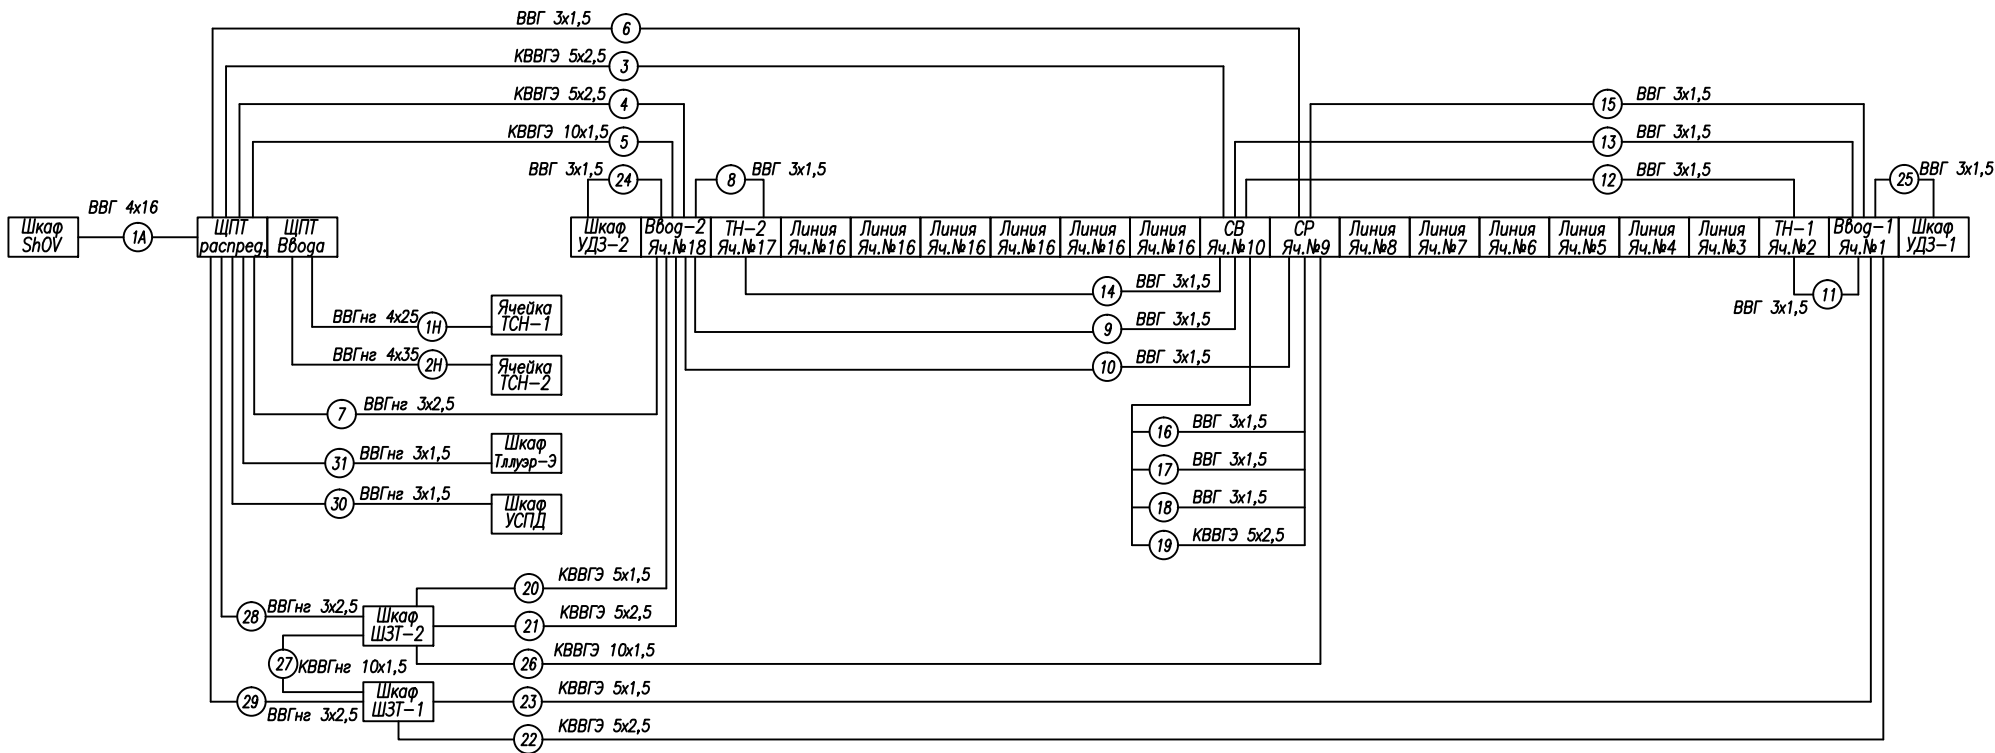 ВВГ 3х1,5
6
КВВГЭ 5х2,5
3
КВВГЭ 5х2,5
4
15
ВВГ 3х1,5
КВВГЭ 10х1,5
5
13
ВВГ 3х1,5
ВВГ 3х1,5
24
8
ВВГ 3х1,5
12
ВВГ 3х1,5
25
ВВГ 3х1,5
ВВГ 4х16
1А
Шкаф
ShOV
ЩПТ
распред.
ЩПТ
Ввода
Шкаф
УДЗ-2
Ввод-2
Яч.№18
ТН-2
Яч.№17
Линия
Яч.№16
Линия
Яч.№16
Линия
Яч.№16
Линия
Яч.№16
Линия
Яч.№16
Линия
Яч.№16
СВ
Яч.№10
СР
Яч.№9
Линия
Яч.№8
Линия
Яч.№7
Линия
Яч.№6
Линия
Яч.№5
Линия
Яч.№4
Линия
Яч.№3
ТН-1
Яч.№2
Ввод-1
Яч.№1
Шкаф
УДЗ-1
14
ВВГ 3х1,5
ВВГ 3х1,5
11
ВВГнг 4х25
1Н
Ячейка
ТСН-1
9
ВВГ 3х1,5
ВВГнг 4х35
2Н
Ячейка
ТСН-2
10
ВВГ 3х1,5
7
ВВГнг 3х2,5
16
ВВГ 3х1,5
31
ВВГнг 3х1,5
Шкаф
Тллуэр-Э
17
ВВГ 3х1,5
30
ВВГнг 3х1,5
Шкаф
УСПД
18
ВВГ 3х1,5
19
КВВГЭ 5х2,5
20
КВВГЭ 5х1,5
28
ВВГнг 3х2,5
Шкаф
ШЗТ-2
21
КВВГЭ 5х2,5
27
КВВГнг 10х1,5
26
КВВГЭ 10х1,5
29
ВВГнг 3х2,5
Шкаф
ШЗТ-1
23
КВВГЭ 5х1,5
22
КВВГЭ 5х2,5